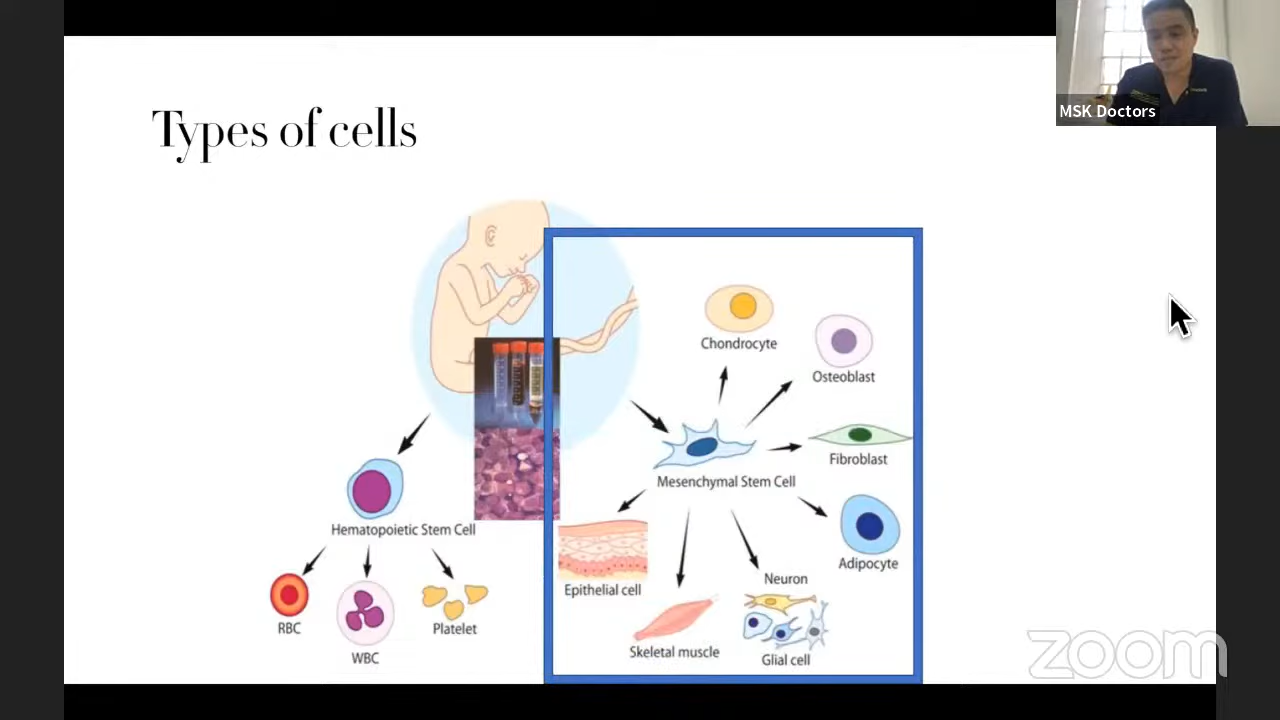 MSK Doctors
Types of cells
Chondrocyte
Osteoblast
Fibroblast
Mesenchymal Stem Cell
Hematopoietic Stem Cell
Adipocyte
Neuron
Epithelial cell
RBC
Platelet
Skeletal muscle
WBC
Glial cell
zoom